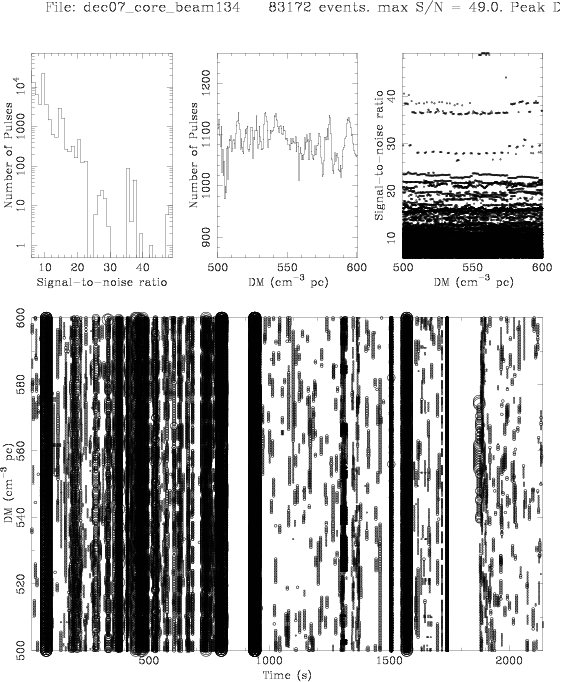 File: dec07_core_beam134 83172 events. max S/N = 49.0. Peak D
Number of Pulses
1 10 100 1000 10⁴
10 20 30 40
Signal-to-noise ratio
Number of Pulses
900 1000 1100 1200
500 550 600
DM (cm⁻³ pc)
Signal-to-noise ratio
10 20 30 40
500 550 600
DM (cm⁻³ pc)
DM (cm⁻³ pc)
500 520 540 560 580 600
500 1000 1500 2000
Time (s)